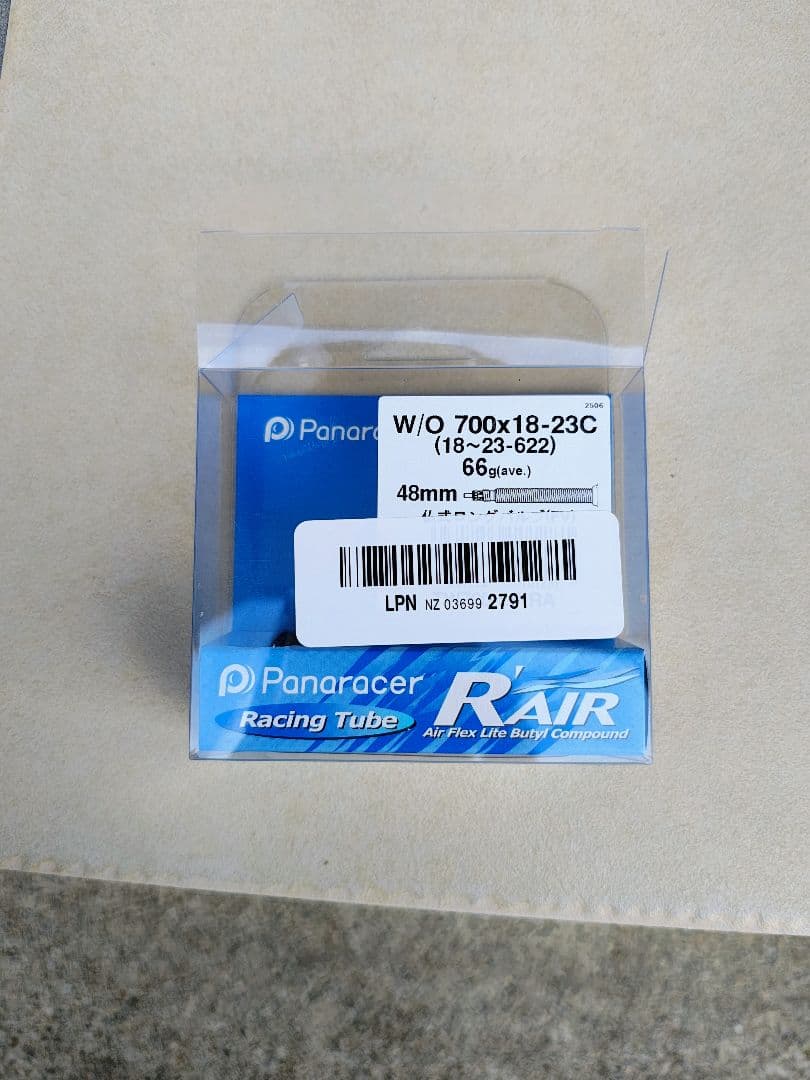 2506
Panarac
W/O 700x18-23C
(18~23-622)
66g(ave.)
48mm
LPN NZ 03699 2791
Panaracer
Racing Tube
R'AIR
Air Flex Lite Butyl Compound